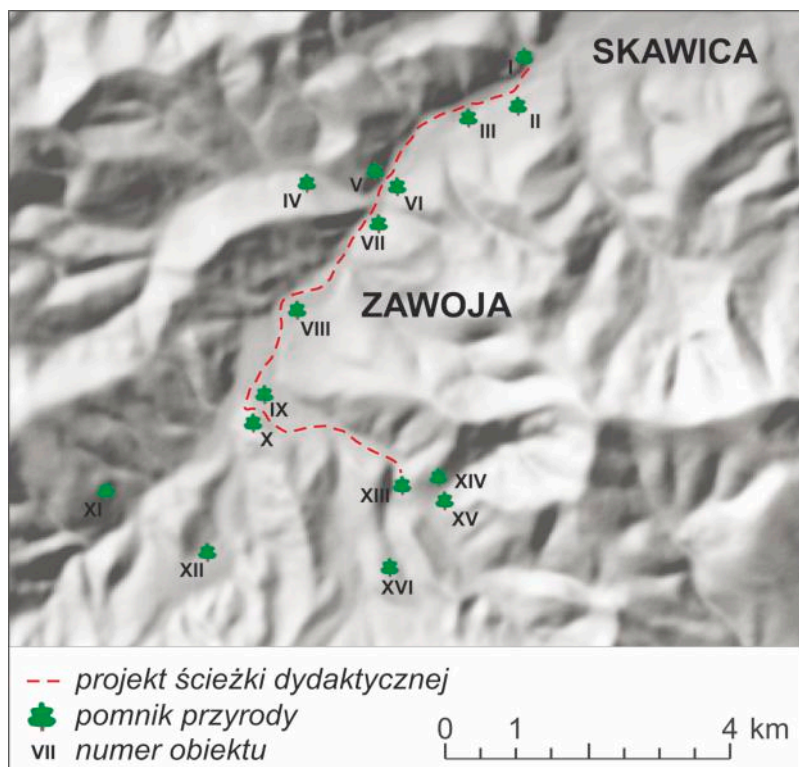 SKAWICA
I
II
III
V
IV
VI
VII
ZAWOJA
VIII
IX
X
XIV
XIII
XV
XI
XII
XVI
projekt ścieżki dydaktycznej
pomnik przyrody
VII numer obiektu
0 1 4 km